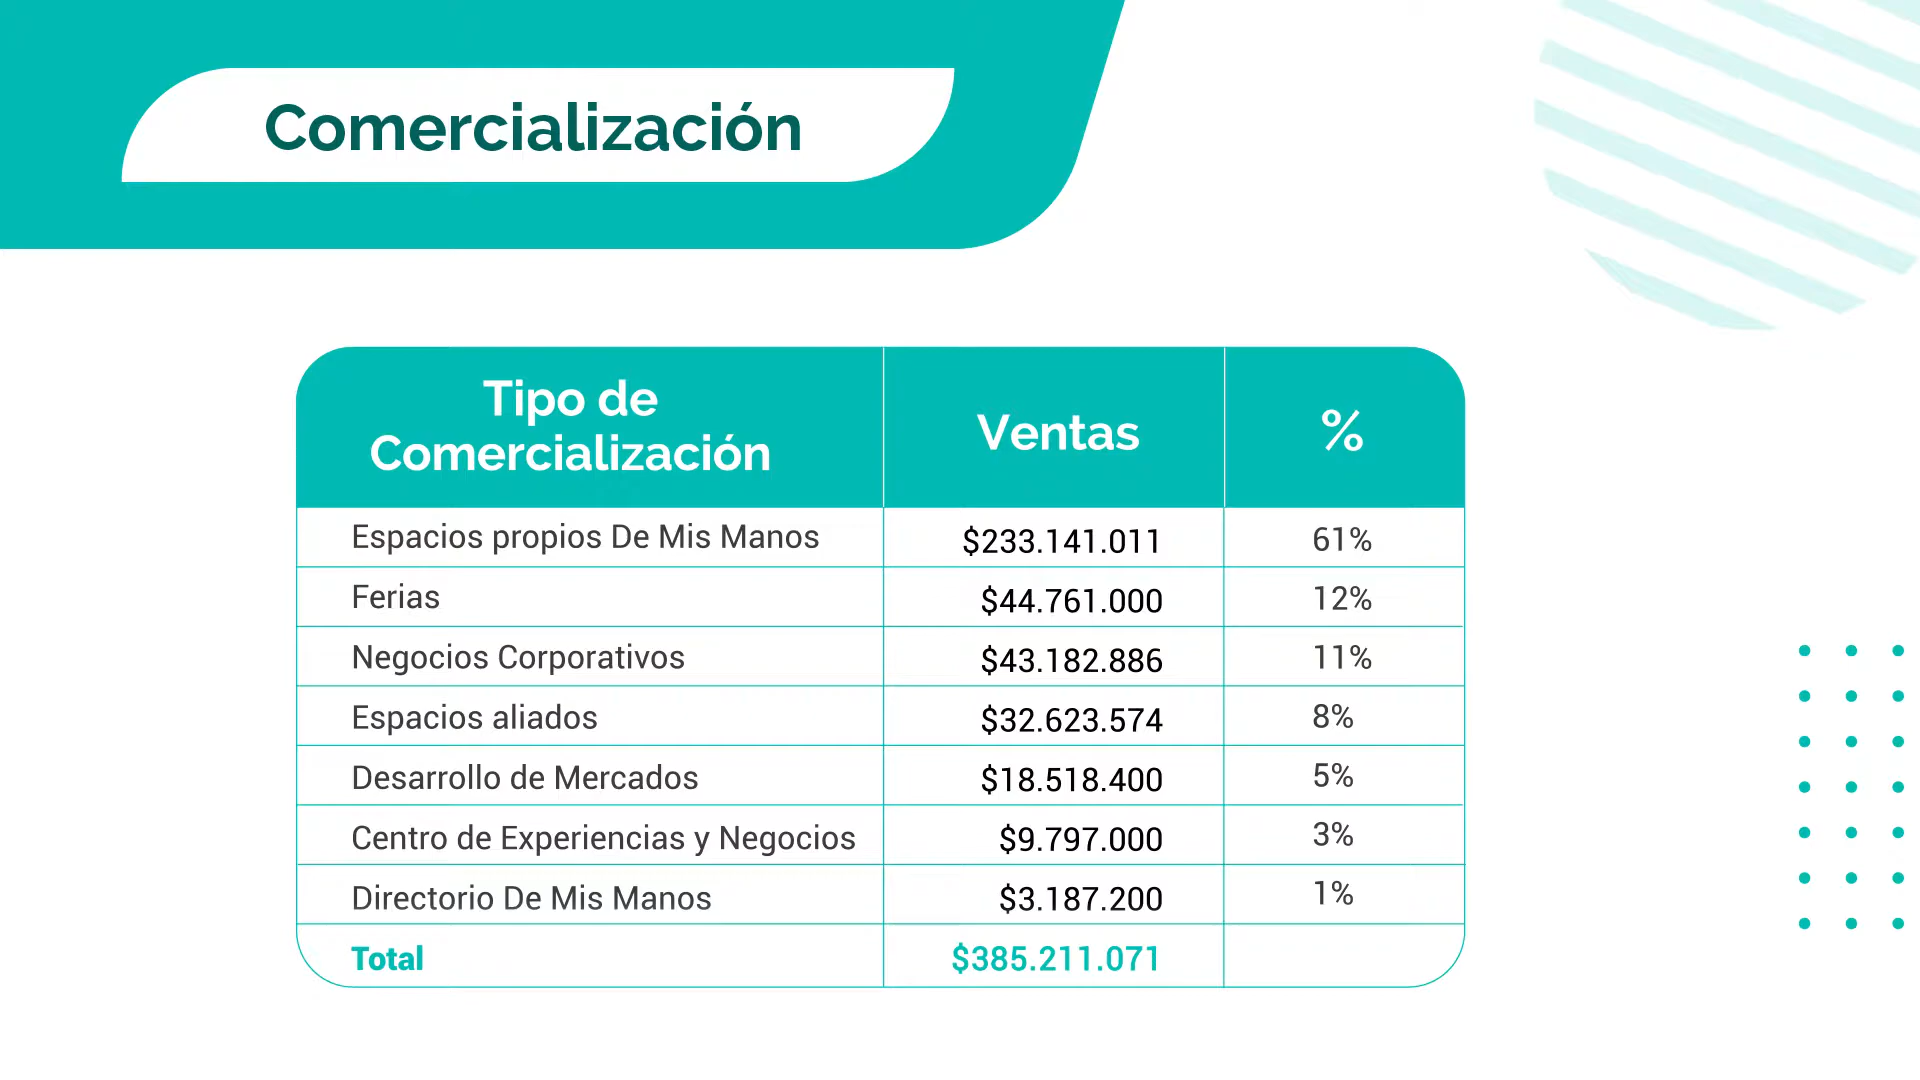 Comercialización
Tipo de
Comercialización
Ventas
%
Espacios propios De Mis Manos $233.141.011 61%
Ferias $44.761.000 12%
Negocios Corporativos $43.182.886 11%
Espacios aliados $32.623.574 8%
Desarrollo de Mercados $18.518.400 5%
Centro de Experiencias y Negocios $9.797.000 3%
Directorio De Mis Manos $3.187.200 1%
Total $385.211.071